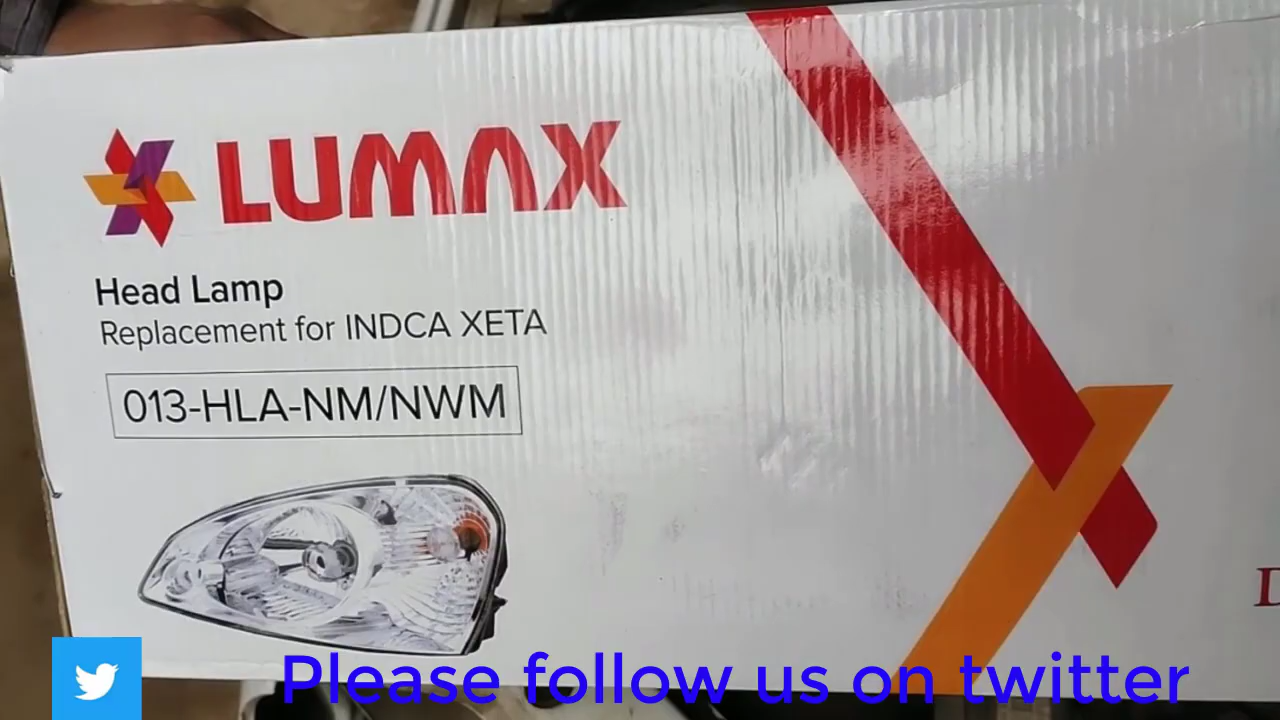 LUMAX
Head Lamp
Replacement for INDCA XETA
013-HLA-NM/NWM
D
Please follow us on twitter